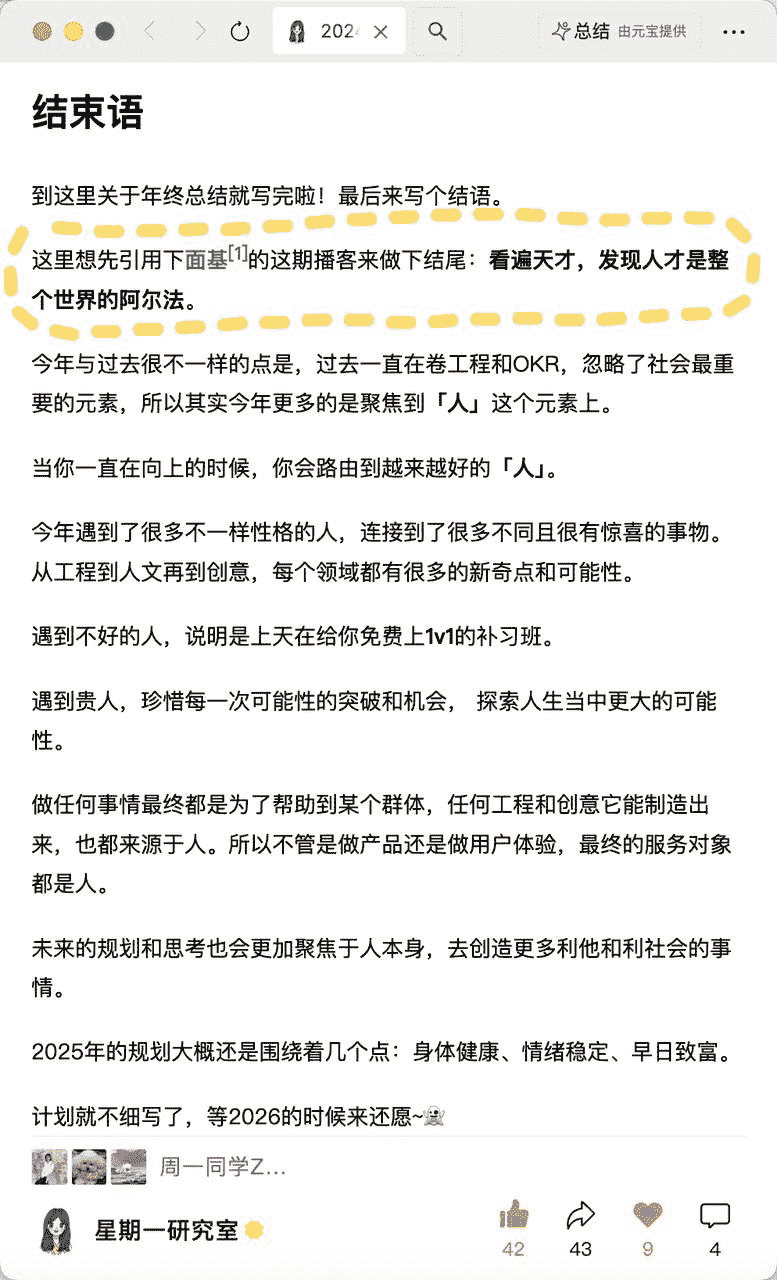 2024
总结 由元宝提供
结束语
到这里关于年终总结就写完啦！最后来写个结语。
这里想先引用下面基[1]的这期播客来做下结尾：看遍天才，发现人才是整
个世界的阿尔法。
今年与过去很不一样的点是，过去一直在卷工程和OKR，忽略了社会最重
要的元素，所以其实今年更多的是聚焦到「人」这个元素上。
当你一直在向上的时候，你会路由到越来越好的「人」。
今年遇到了很多不一样性格的人，连接到了很多不同且很有惊喜的事物。
从工程到人文再到创意，每个领域都有很多的新奇点和可能性。
遇到不好的人，说明是上天在给你免费上1v1的补习班。
遇到贵人，珍惜每一次可能性的突破和机会， 探索人生当中更大的可能
性。
做任何事情最终都是为了帮助到某个群体，任何工程和创意它能制造出
来，也都来源于人。所以不管是做产品还是做用户体验，最终的服务对象
都是人。
未来的规划和思考也会更加聚焦于人本身，去创造更多利他和利社会的事
情。
2025年的规划大概还是围绕着几个点：身体健康、情绪稳定、早日致富。
计划就不细写了，等2026的时候来还愿~👻
周一同学Z...
星期一研究室
42 43 9 4